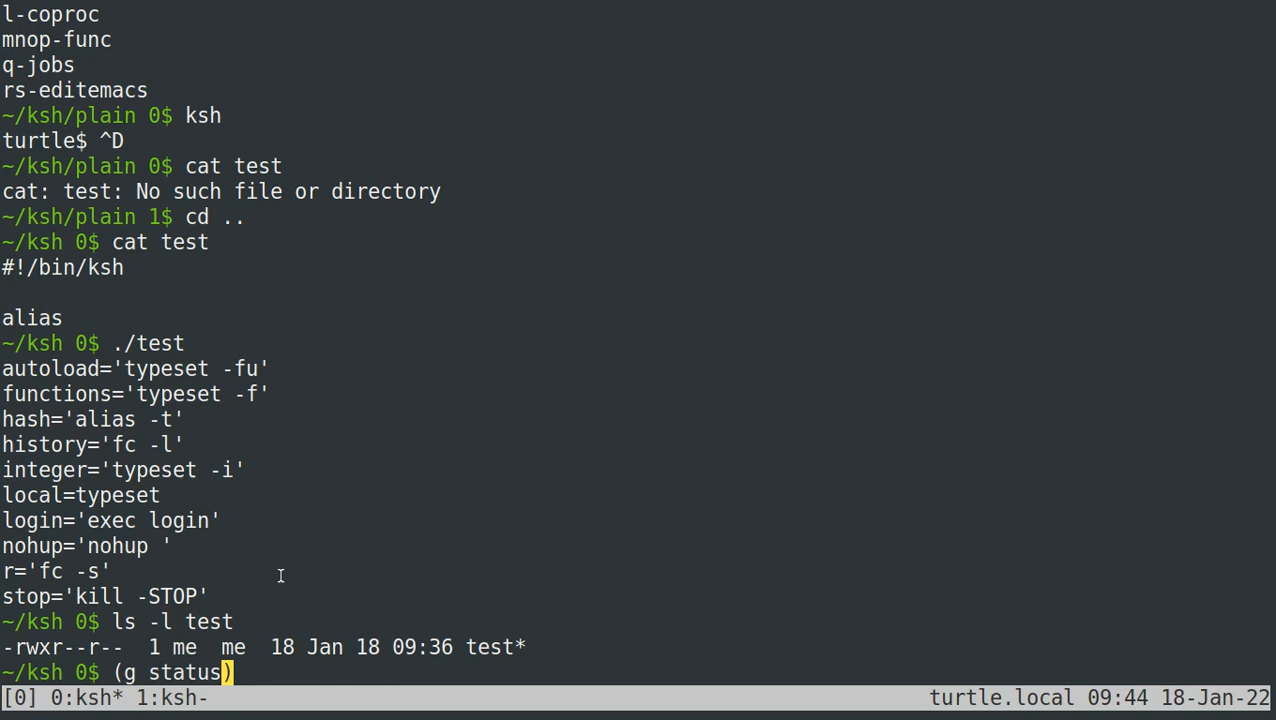 l-coproc
mnop-func
q-jobs
rs-editemacs
~/ksh/plain 0$ ksh
turtle$ ^D
~/ksh/plain 0$ cat test
cat: test: No such file or directory
~/ksh/plain 1$ cd ..
~/ksh 0$ cat test
#!/bin/ksh

alias
~/ksh 0$ ./test
autoload='typeset -fu'
functions='typeset -f'
hash='alias -t'
history='fc -l'
integer='typeset -i'
local=typeset
login='exec login'
nohup='nohup '
r='fc -s'
stop='kill -STOP'
~/ksh 0$ ls -l test
-rwxr--r--  1 me  me  18 Jan 18 09:36 test*
~/ksh 0$ (g status)
[0] 0:ksh* 1:ksh- turtle.local 09:44 18-Jan-22